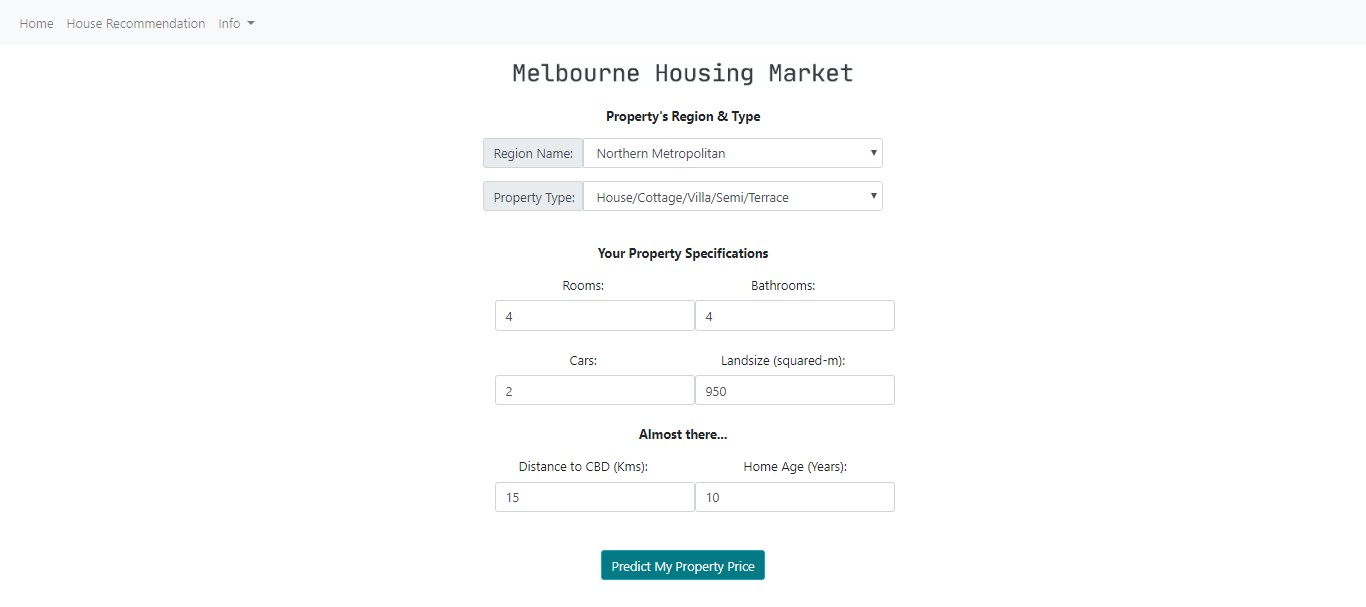 Home House Recommendation Info
Melbourne Housing Market
Property's Region & Type
Region Name: Northern Metropolitan
Property Type: House/Cottage/Villa/Semi/Terrace
Your Property Specifications
Rooms: Bathrooms:
4 4
Cars: Landsize (squared-m):
2 950
Almost there...
Distance to CBD (Kms): Home Age (Years):
15 10
Predict My Property Price